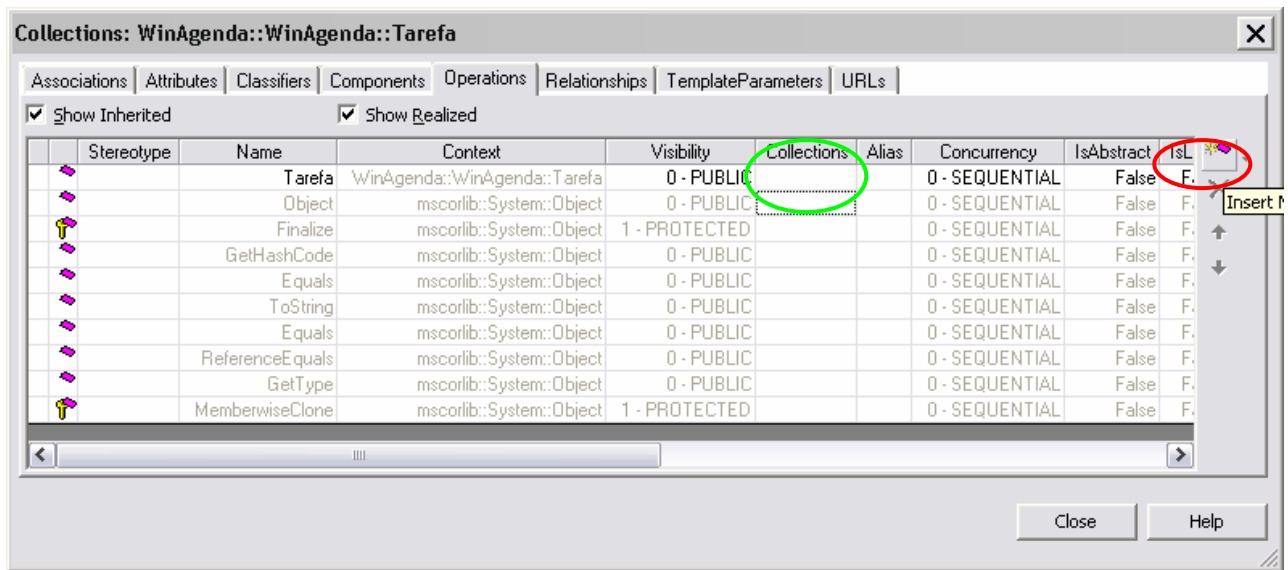 Collections: WinAgenda::WinAgenda::Tarefa
Associations Attributes Classifiers Components Operations Relationships TemplateParameters URLs
Show Inherited Show Realized
Stereotype Name Context Visibility Collections Alias Concurrency IsAbstract IsL
Tarefa WinAgenda::WinAgenda::Tarefa 0 - PUBLIC 0 - SEQUENTIAL False F
Object mscorlib::System::Object 0 - PUBLIC 0 - SEQUENTIAL False F
Insert
Finalize mscorlib::System::Object 1 - PROTECTED 0 - SEQUENTIAL False F
GetHashCode mscorlib::System::Object 0 - PUBLIC 0 - SEQUENTIAL False F
Equals mscorlib::System::Object 0 - PUBLIC 0 - SEQUENTIAL False F
ToString mscorlib::System::Object 0 - PUBLIC 0 - SEQUENTIAL False F
Equals mscorlib::System::Object 0 - PUBLIC 0 - SEQUENTIAL False F
ReferenceEquals mscorlib::System::Object 0 - PUBLIC 0 - SEQUENTIAL False F
GetType mscorlib::System::Object 0 - PUBLIC 0 - SEQUENTIAL False F
MemberwiseClone mscorlib::System::Object 1 - PROTECTED 0 - SEQUENTIAL False F
Close Help